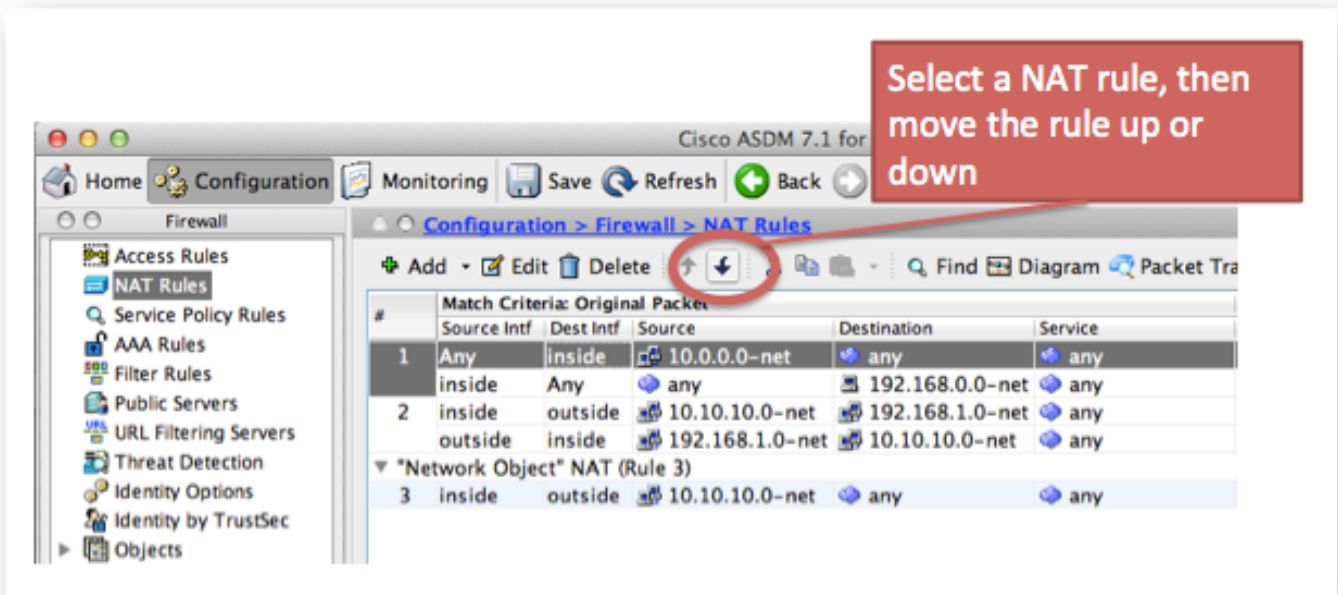 Select a NAT rule, then
move the rule up or
down
Cisco ASDM 7.1 for
Home Configuration Monitoring Save Refresh Back
Firewall
Configuration > Firewall > NAT Rules
Access Rules
NAT Rules
Service Policy Rules
AAA Rules
Filter Rules
Public Servers
URL Filtering Servers
Threat Detection
Identity Options
Identity by TrustSec
Objects
Add Edit Delete Find Diagram Packet Tra
# Match Criteria: Original Packet
Source Intf Dest Intf Source Destination Service
1 Any inside 10.0.0.0-net any any
inside Any any 192.168.0.0-net any
2 inside outside 10.10.10.0-net 192.168.1.0-net any
outside inside 192.168.1.0-net 10.10.10.0-net any
"Network Object" NAT (Rule 3)
3 inside outside 10.10.10.0-net any any